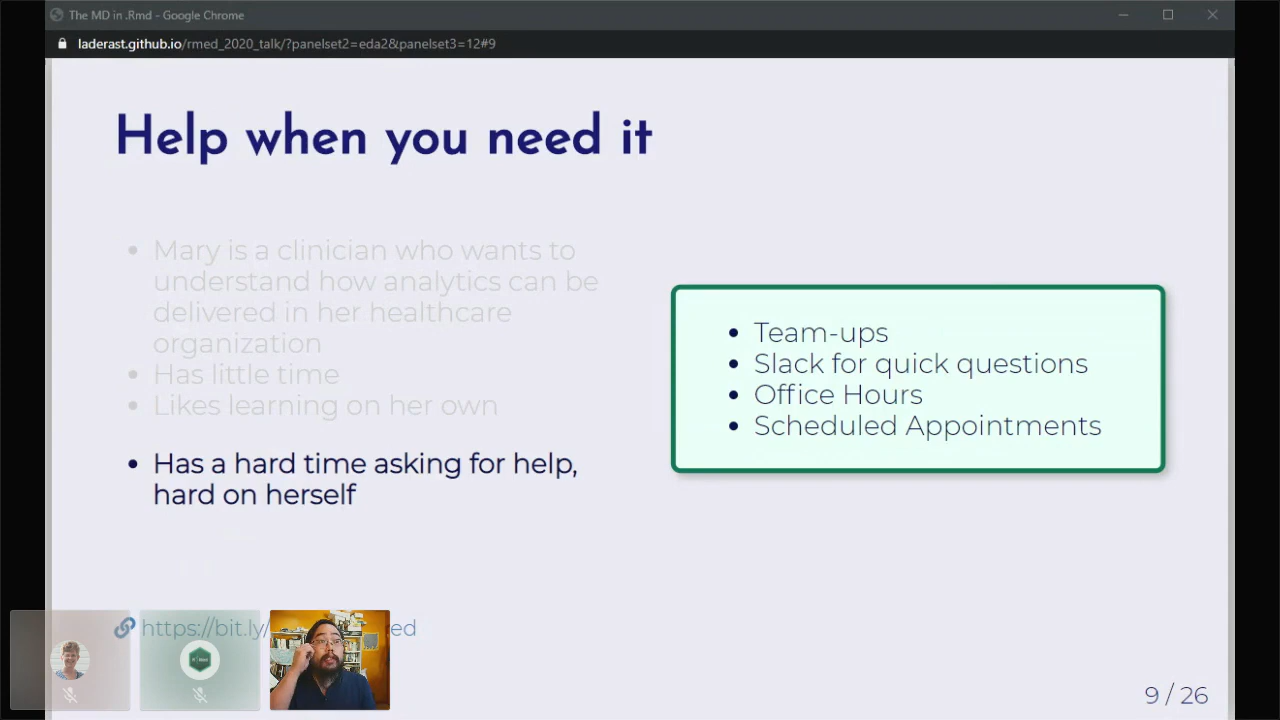 The MD in .Rmd - Google Chrome
laderast.github.io/rmed_2020_talk/?panelset2=eda2&panelset3=12#9
Help when you need it
Mary is a clinician who wants to
understand how analytics can be
delivered in her healthcare
organization
Has little time
Likes learning on her own
Has a hard time asking for help,
hard on herself
Team-ups
Slack for quick questions
Office Hours
Scheduled Appointments
https://bit.ly/
ed
9 / 26